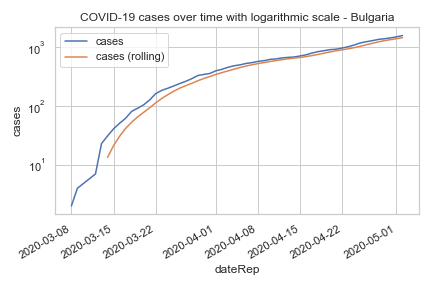 COVID-19 cases over time with logarithmic scale - Bulgaria
cases
cases (rolling)
10³
10²
10¹
cases
2020-03-08
2020-03-15
2020-03-22
2020-04-01
2020-04-08
2020-04-15
2020-04-22
2020-05-01
dateRep